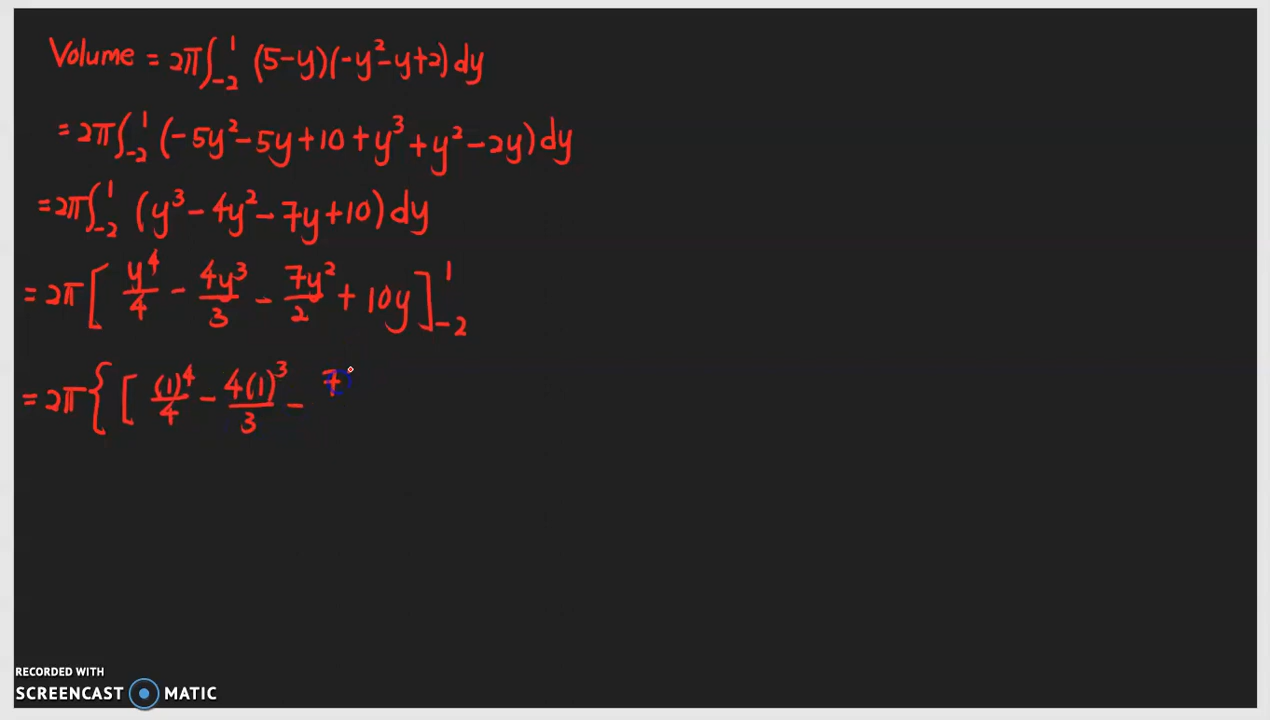 Volume = 2π∫₋₂¹ (5-y)(-y²-y+2) dy
= 2π∫₋₂¹ (-5y²-5y+10+y³+y²-2y) dy
= 2π∫₋₂¹ (y³-4y²-7y+10) dy
= 2π [ y⁴/4 - 4y³/3 - 7y²/2 + 10y ]₋₂¹
= 2π { [ (1)⁴/4 - 4(1)³/3 - 7
RECORDED WITH
SCREENCAST MATIC